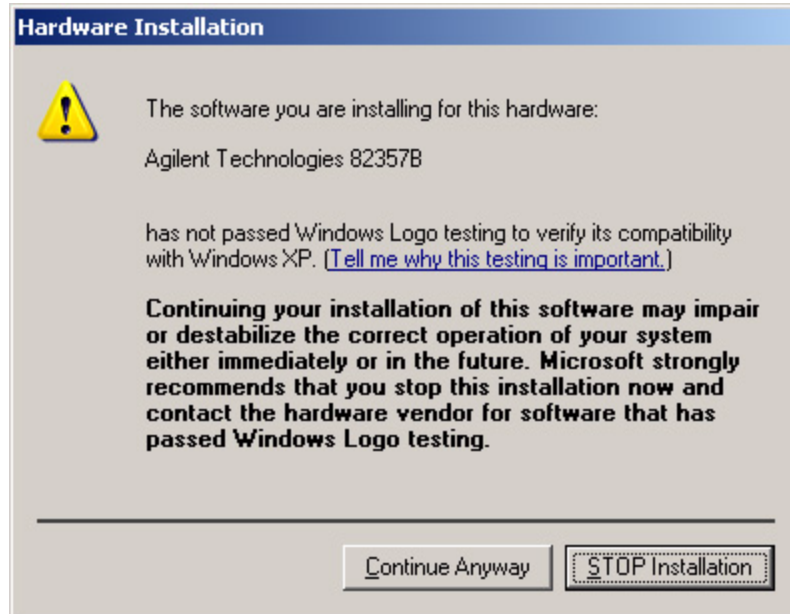 Hardware Installation
The software you are installing for this hardware:
Agilent Technologies 82357B
has not passed Windows Logo testing to verify its compatibility
with Windows XP. (Tell me why this testing is important.)
Continuing your installation of this software may impair
or destabilize the correct operation of your system
either immediately or in the future. Microsoft strongly
recommends that you stop this installation now and
contact the hardware vendor for software that has
passed Windows Logo testing.
Continue Anyway
STOP Installation